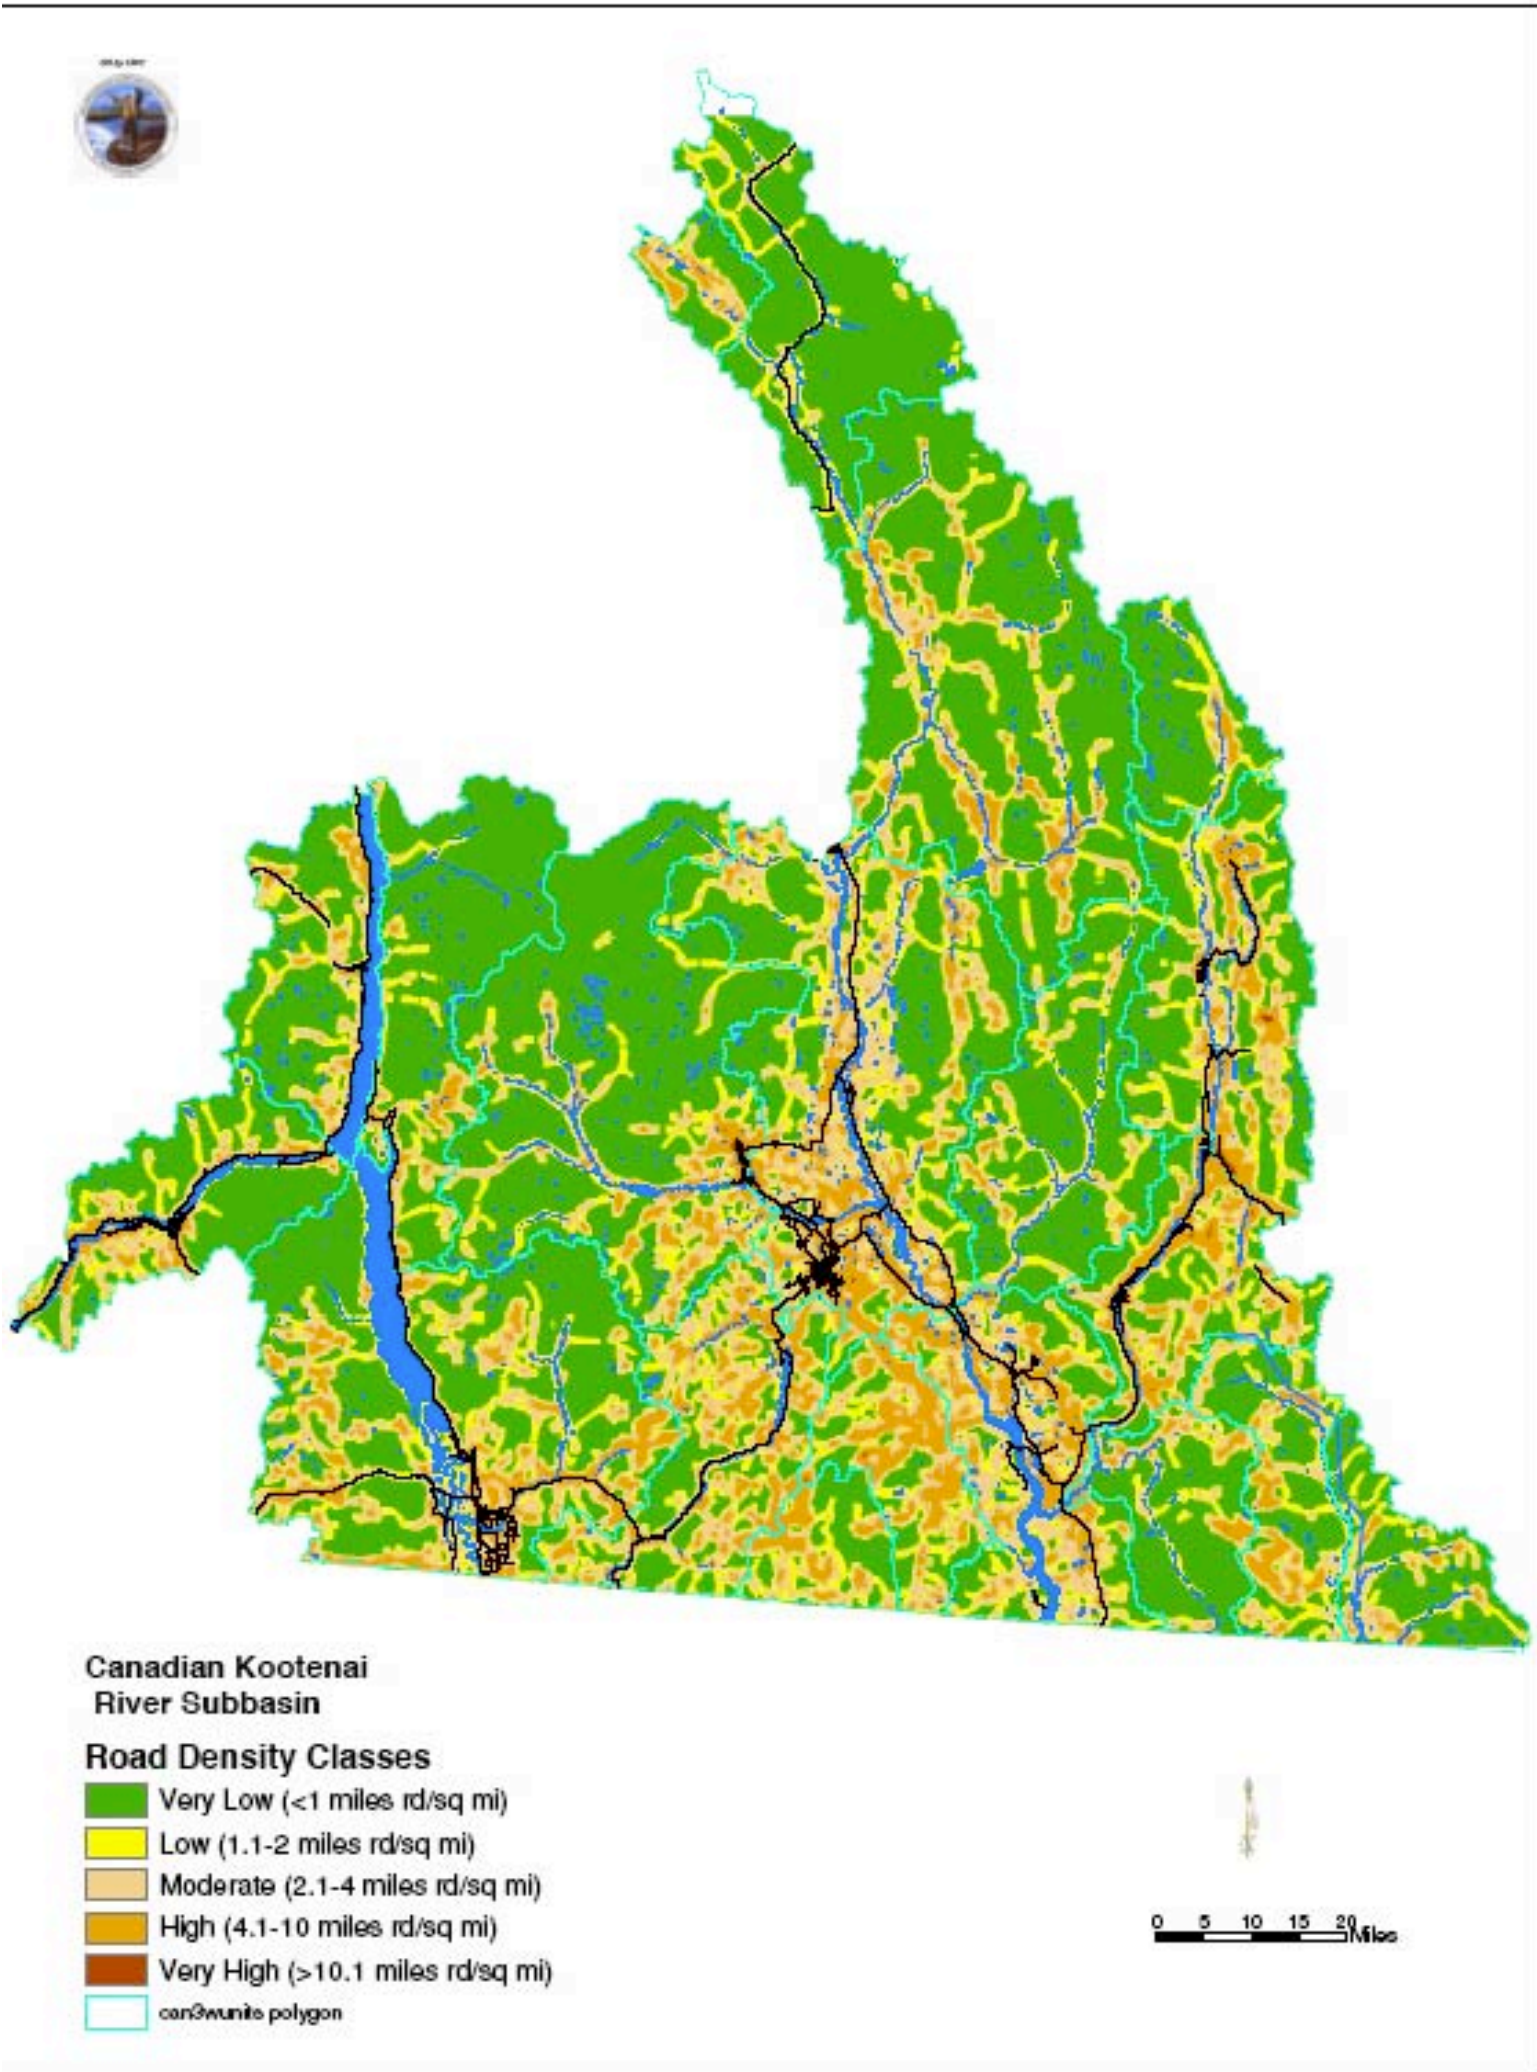 Canadian Kootenai
River Subbasin
Road Density Classes
Very Low (<1 miles rd/sq mi)
Low (1.1-2 miles rd/sq mi)
Moderate (2.1-4 miles rd/sq mi)
High (4.1-10 miles rd/sq mi)
Very High (>10.1 miles rd/sq mi)
can3wunits polygon
0 5 10 15 20 Miles